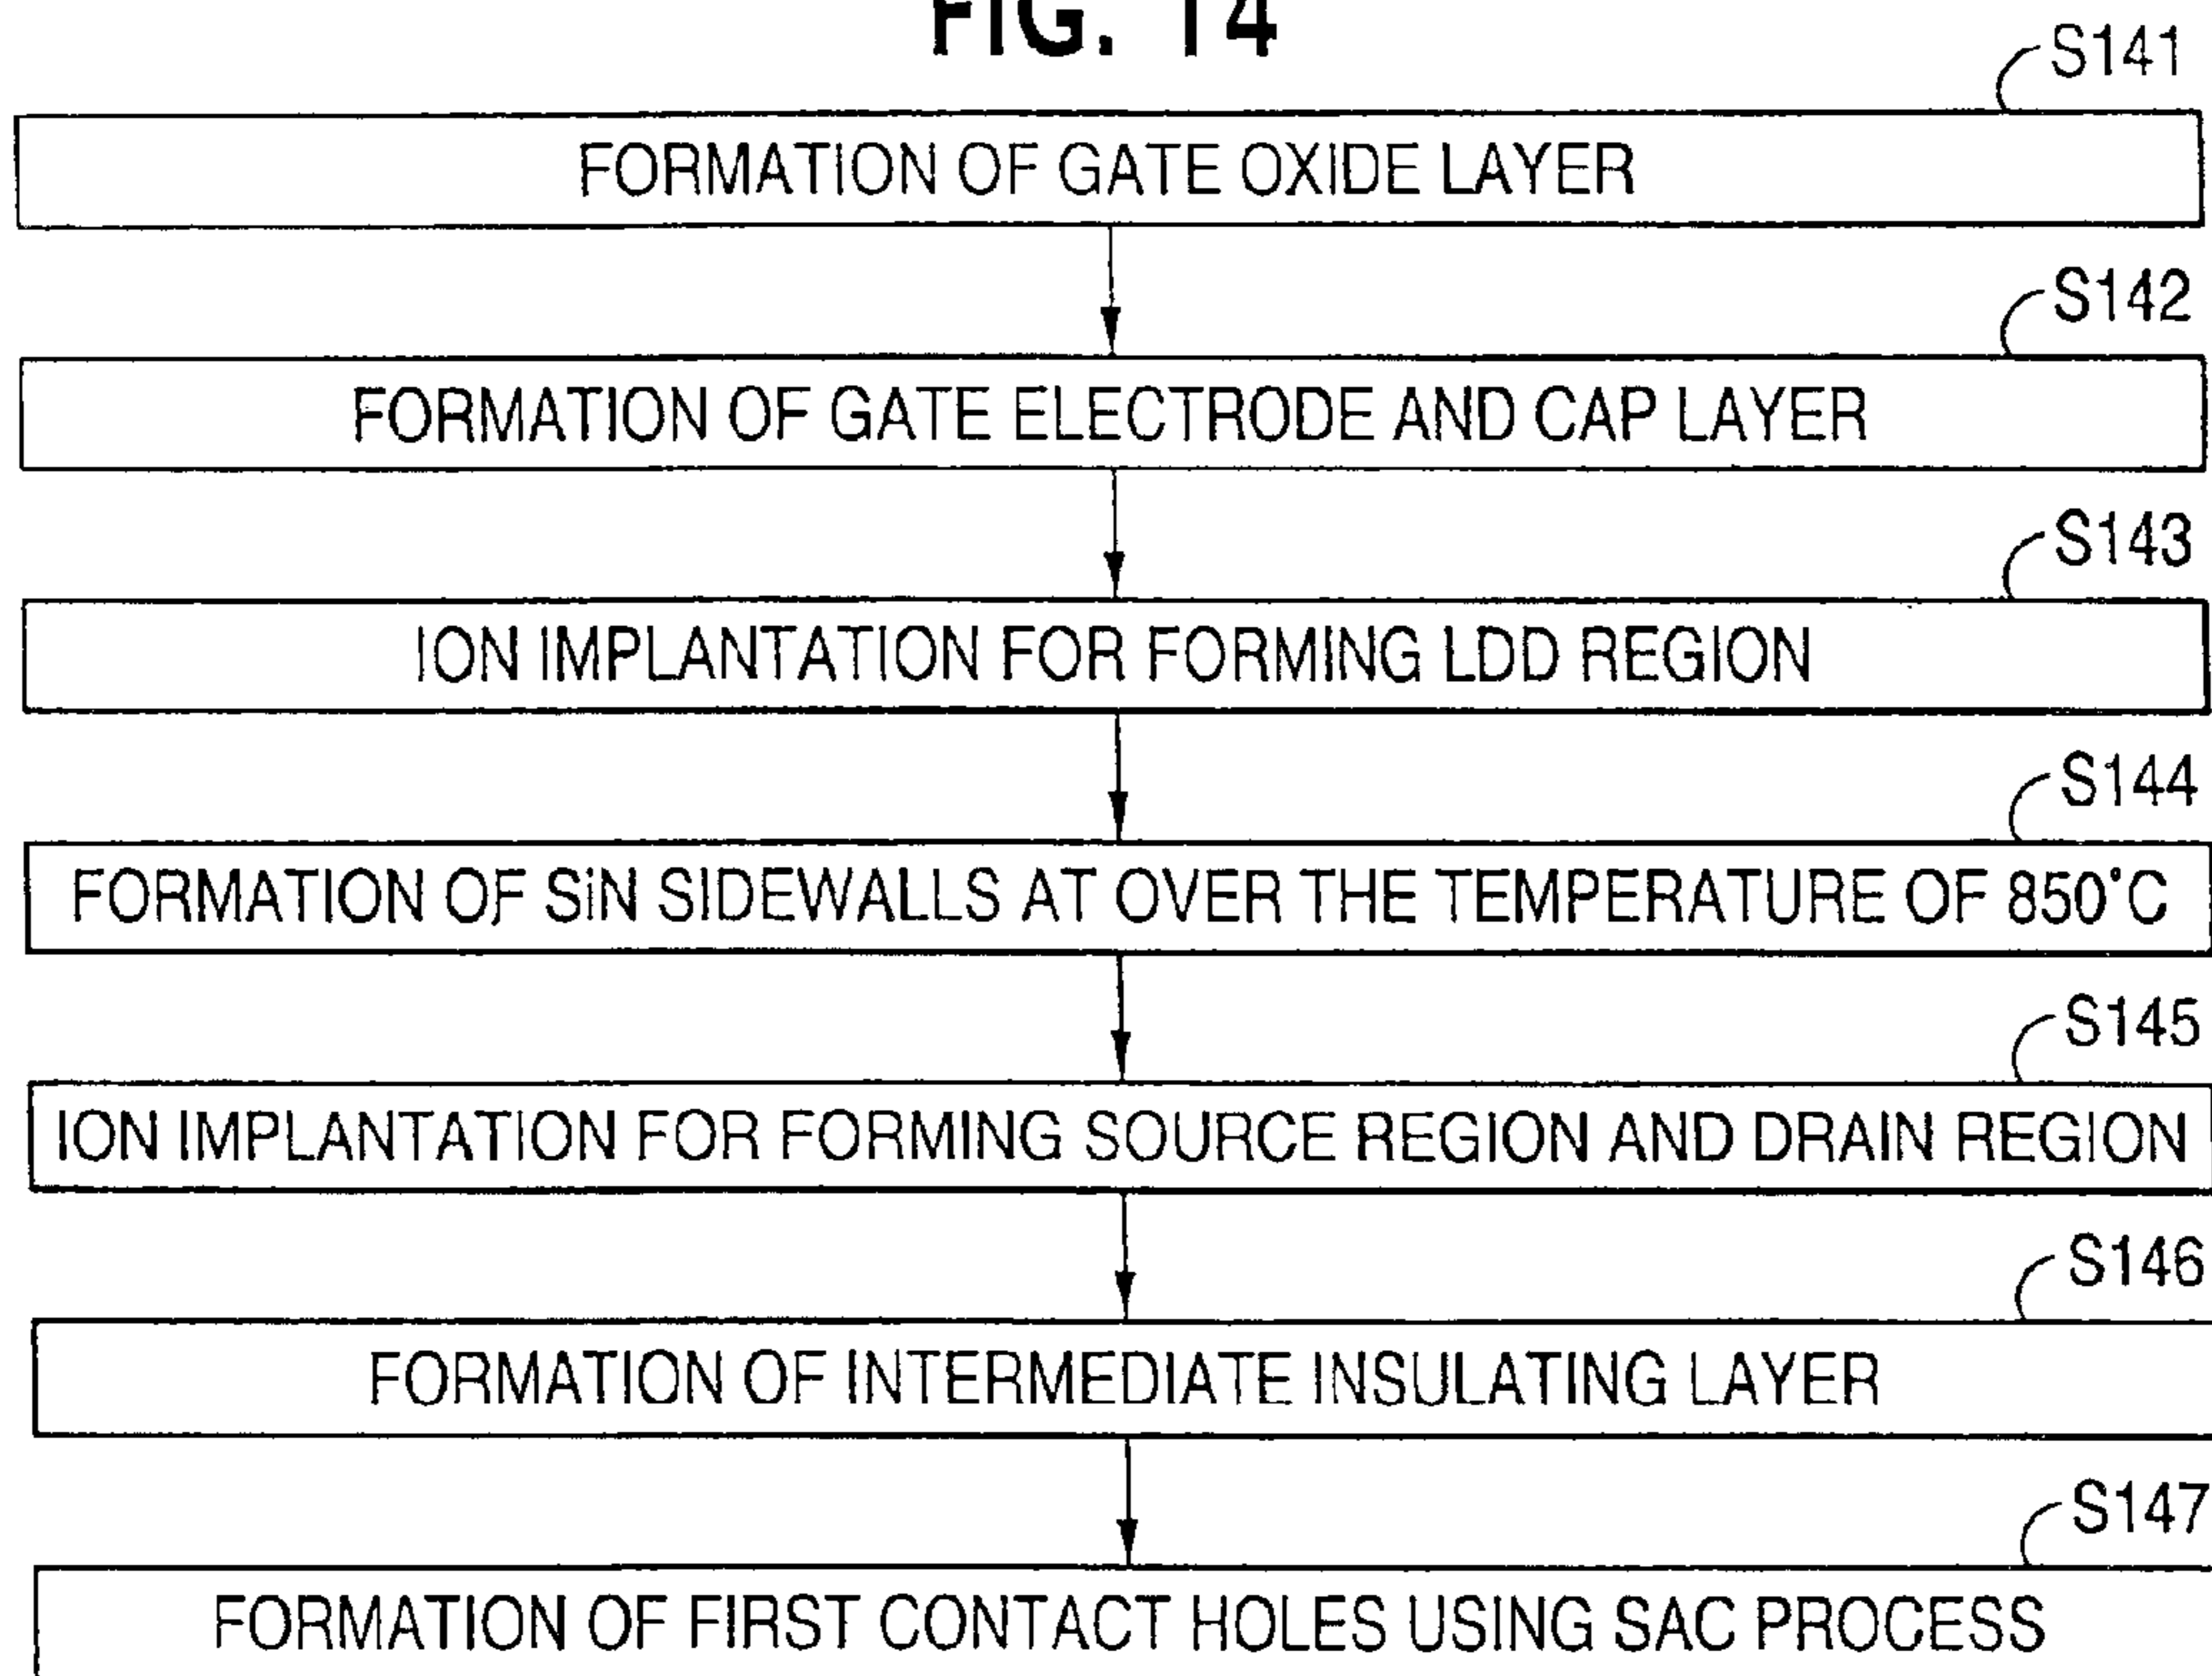 FIG. 14
S141
FORMATION OF GATE OXIDE LAYER
S142
FORMATION OF GATE ELECTRODE AND CAP LAYER
S143
ION IMPLANTATION FOR FORMING LDD REGION
S144
FORMATION OF SiN SIDEWALLS AT OVER THE TEMPERATURE OF 850°C
S145
ION IMPLANTATION FOR FORMING SOURCE REGION AND DRAIN REGION
S146
FORMATION OF INTERMEDIATE INSULATING LAYER
S147
FORMATION OF FIRST CONTACT HOLES USING SAC PROCESS